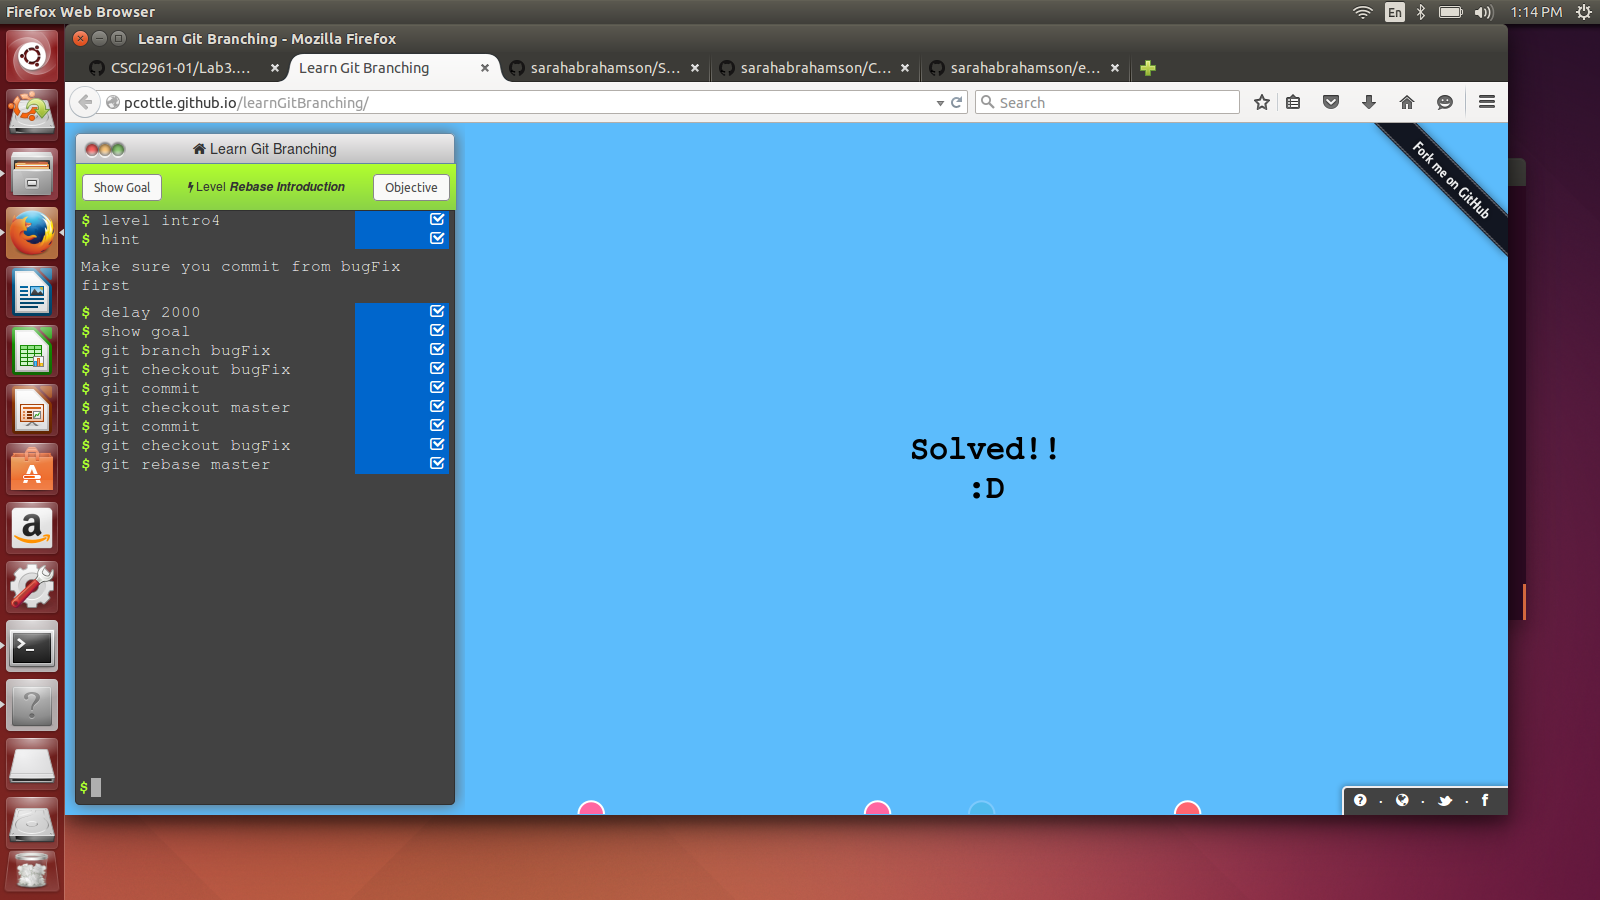 Firefox Web Browser
En
1:14 PM
Learn Git Branching - Mozilla Firefox
CSCI2961-01/Lab3....
Learn Git Branching
sarahabrahamson/S...
sarahabrahamson/C...
sarahabrahamson/e...
pcottle.github.io/learnGitBranching/
Search
Learn Git Branching
Show Goal
Level Rebase Introduction
Objective
Fork me on GitHub
$ level intro4
$ hint
Make sure you commit from bugFix
first
$ delay 2000
$ show goal
$ git branch bugFix
$ git checkout bugFix
$ git commit
$ git checkout master
$ git commit
$ git checkout bugFix
$ git rebase master
Solved!!
:D
$